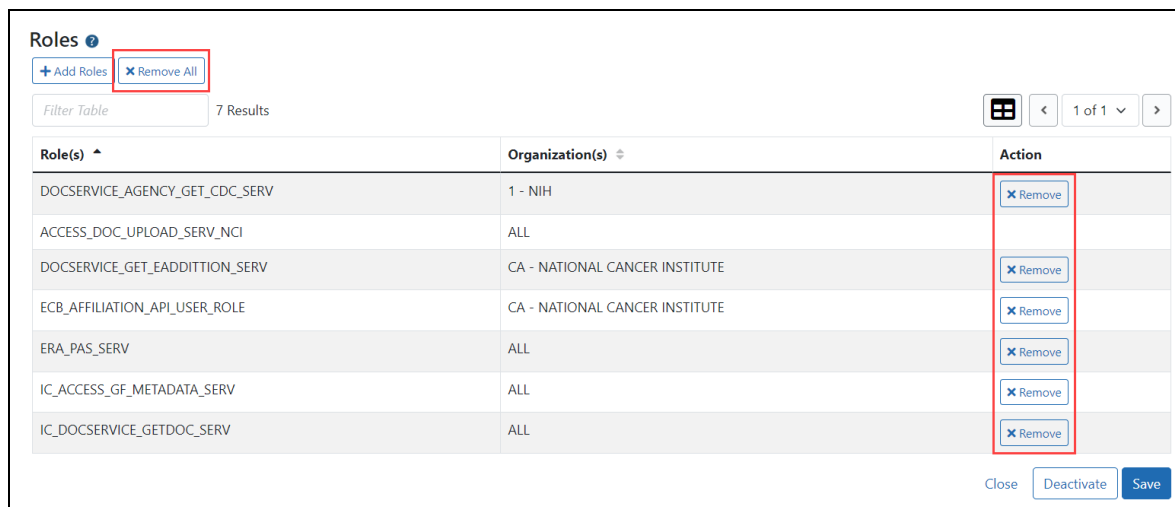 Roles ?
+ Add Roles × Remove All
Filter Table 7 Results 1 of 1
Role(s) Organization(s) Action
DOCSERVICE_AGENCY_GET_CDC_SERV 1 - NIH × Remove
ACCESS_DOC_UPLOAD_SERV_NCI ALL
DOCSERVICE_GET_EADDITTION_SERV CA - NATIONAL CANCER INSTITUTE × Remove
ECB_AFFILIATION_API_USER_ROLE CA - NATIONAL CANCER INSTITUTE × Remove
ERA_PAS_SERV ALL × Remove
IC_ACCESS_GF_METADATA_SERV ALL × Remove
IC_DOCSERVICE_GETDOC_SERV ALL × Remove
Close Deactivate Save